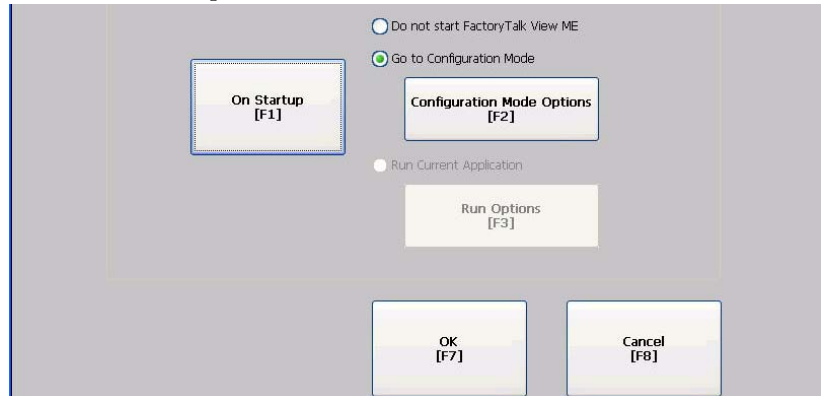 Do not start FactoryTalk View ME
Go to Configuration Mode
On Startup
[F1]
Configuration Mode Options
[F2]
Run Current Application
Run Options
[F3]
OK
[F7]
Cancel
[F8]